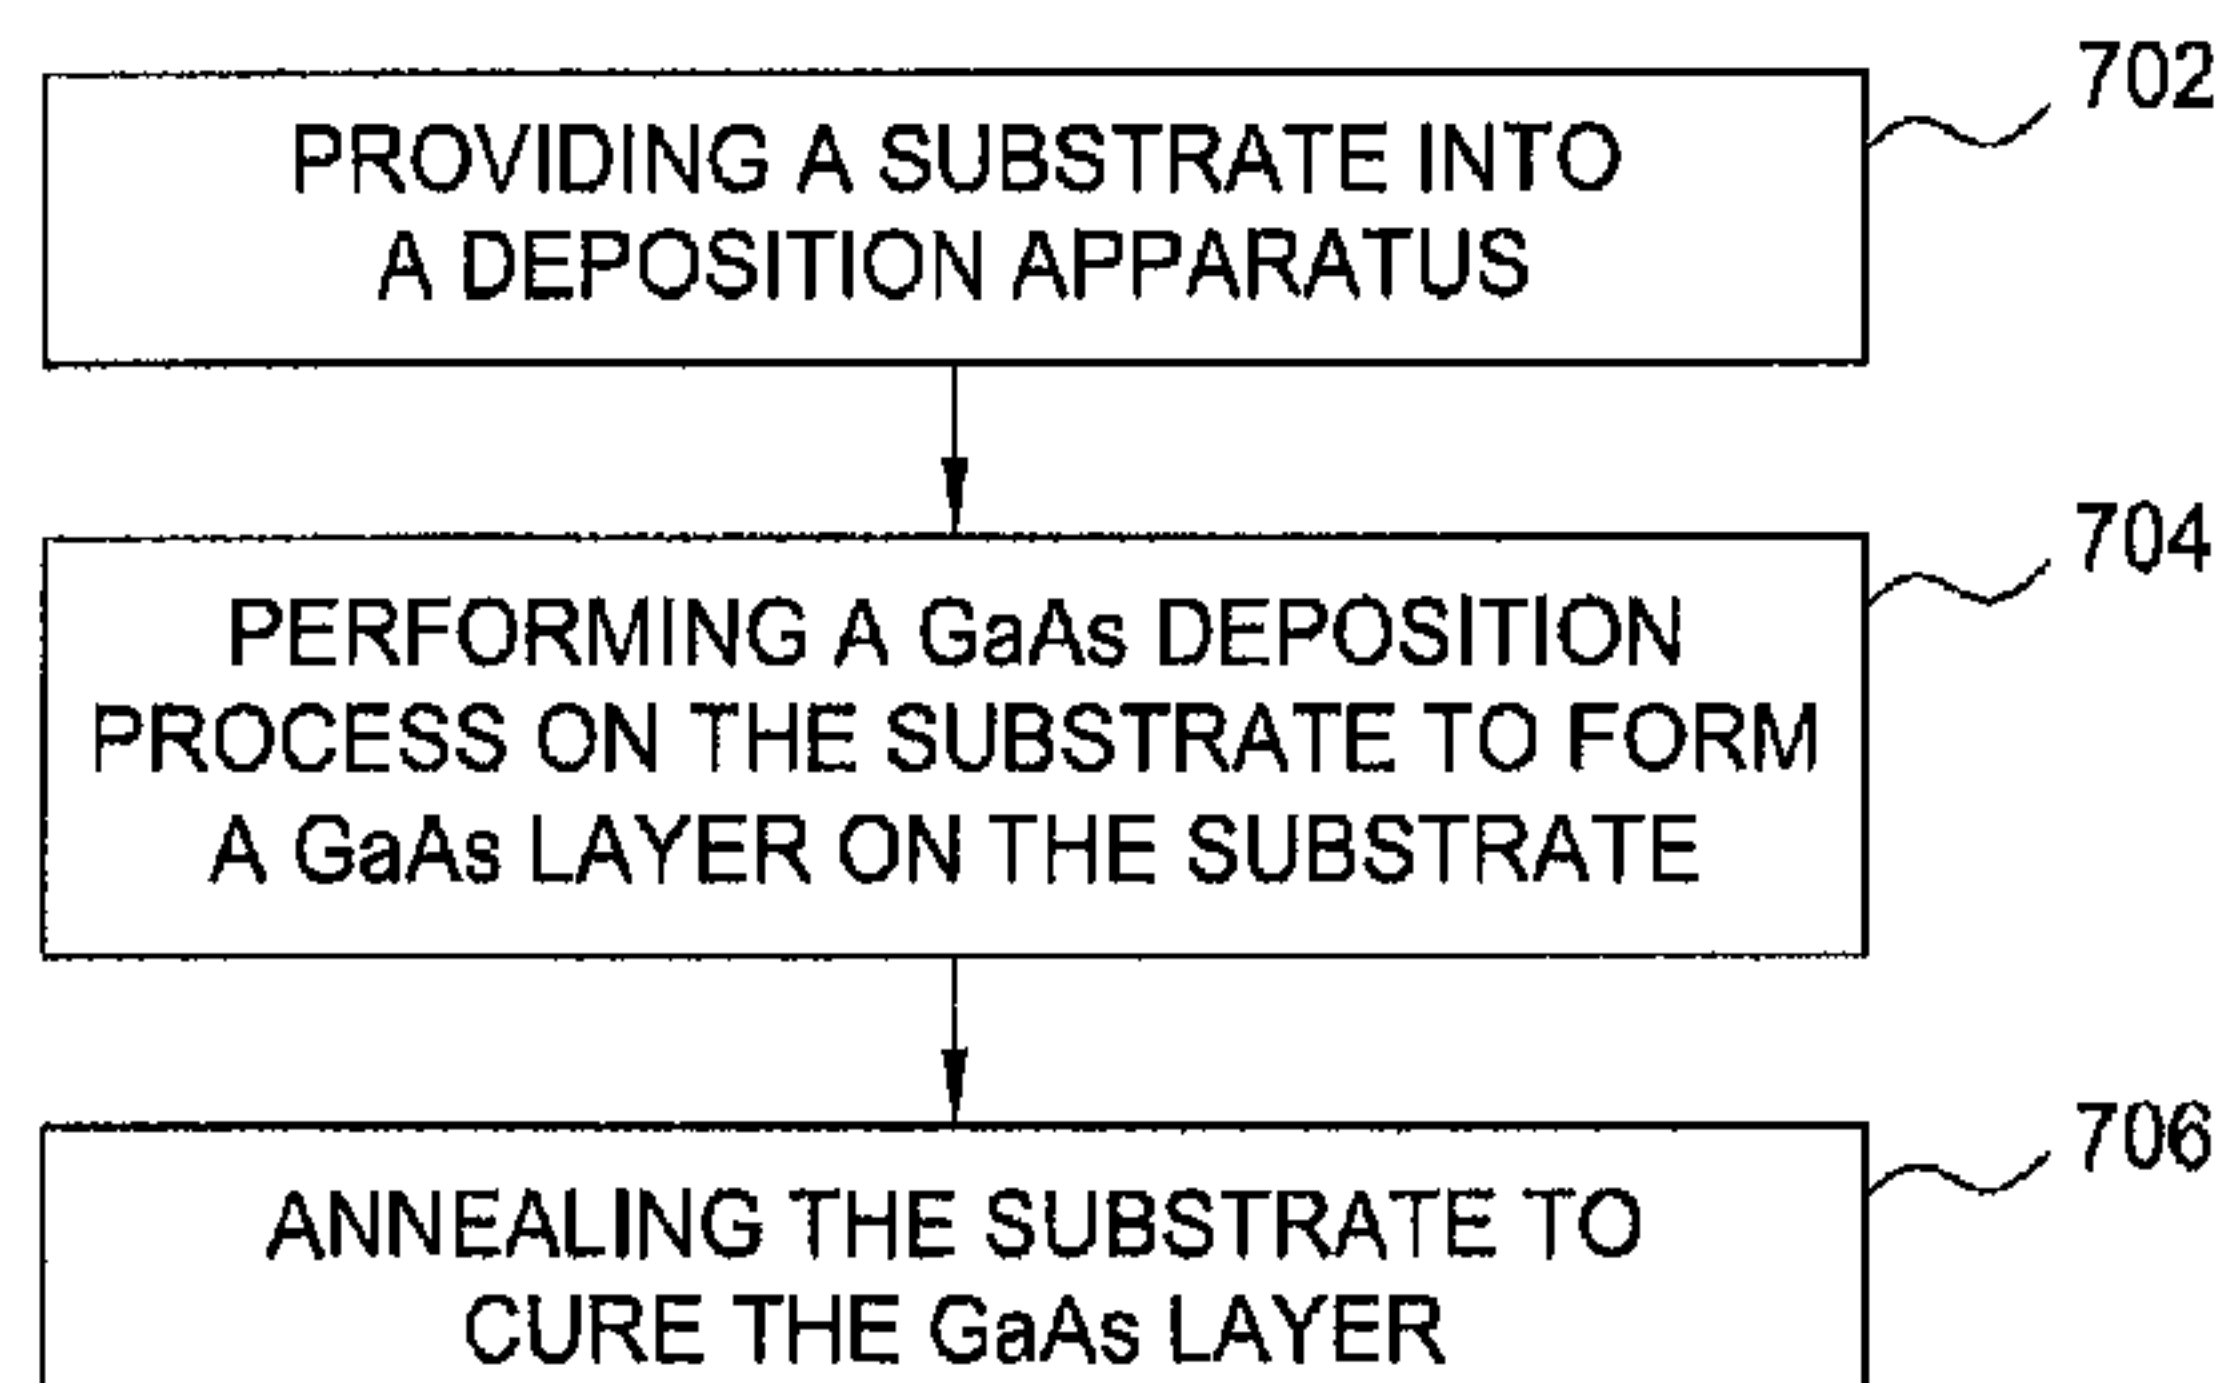 702
PROVIDING A SUBSTRATE INTO
A DEPOSITION APPARATUS
704
PERFORMING A GaAs DEPOSITION
PROCESS ON THE SUBSTRATE TO FORM
A GaAs LAYER ON THE SUBSTRATE
706
ANNEALING THE SUBSTRATE TO
CURE THE GaAs LAYER